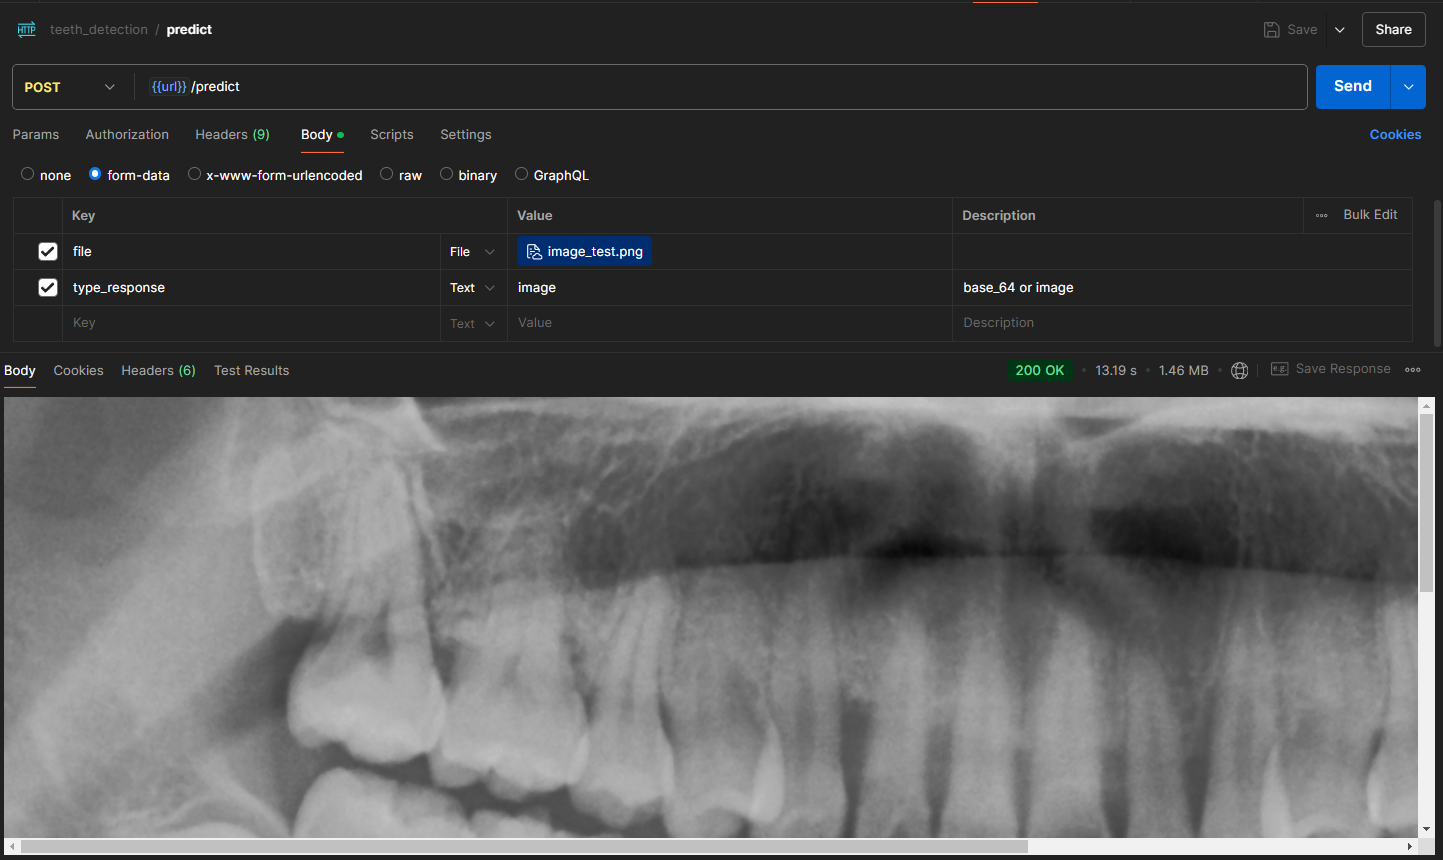 HTTP teeth_detection / predict Save Share
POST {{url}} /predict Send
Params Authorization Headers (9) Body Scripts Settings Cookies
none form-data x-www-form-urlencoded raw binary GraphQL
Key Value Description Bulk Edit
file File image_test.png
type_response Text image base_64 or image
Key Text Value Description
Body Cookies Headers (6) Test Results 200 OK 13.19 s 1.46 MB e.g. Save Response